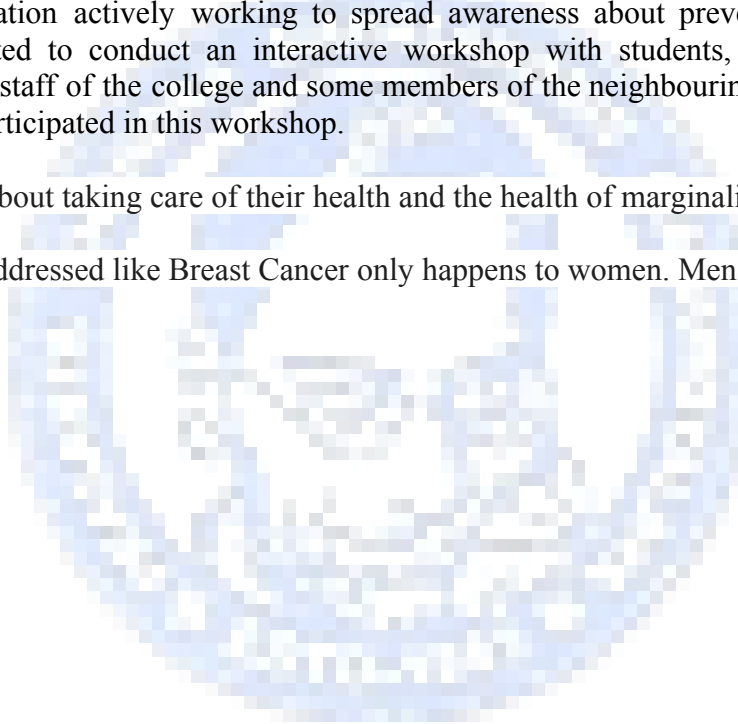 ation actively working to spread awareness about prev
ted to conduct an interactive workshop with students,
staff of the college and some members of the neighbourin
rticipated in this workshop.
bout taking care of their health and the health of marginali
ddressed like Breast Cancer only happens to women. Men